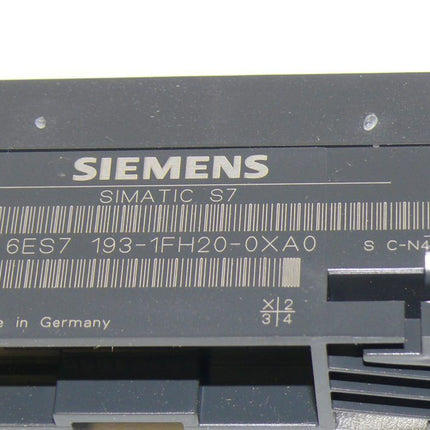 SIEMENS
SIMATIC S7
6ES7 193-1FH20-0XA0 S C-N4
in Germany
X 2
3 4